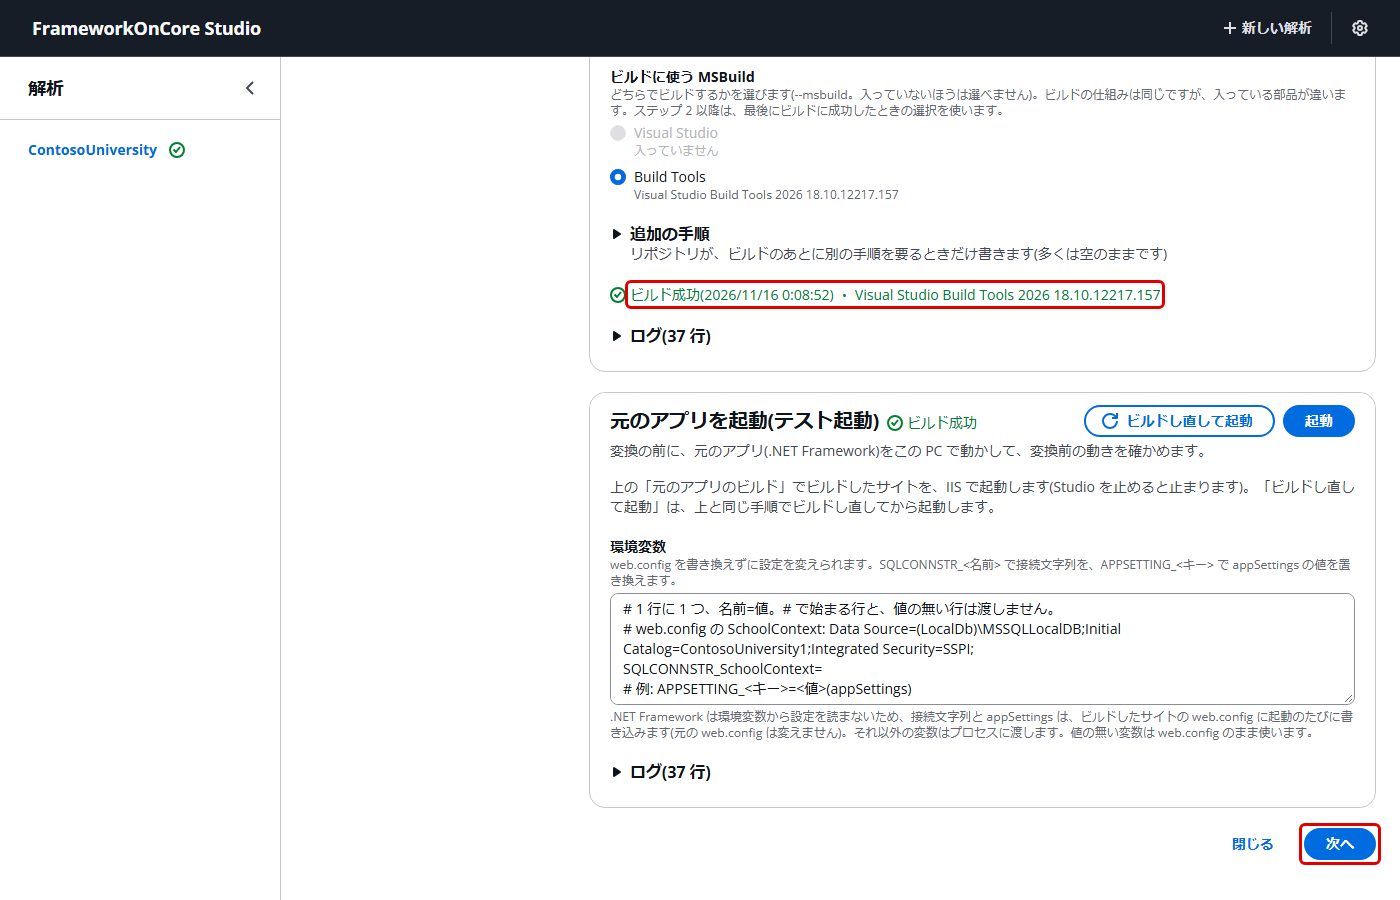 FrameworkOnCore Studio
新しい解析
解析
ContosoUniversity
ビルドに使う MSBuild
どちらでビルドするかを選びます(--msbuild。入っていないほうは選べません)。ビルドの仕組みは同じですが、入っている部品が違いま
す。ステップ 2 以降は、最後にビルドに成功したときの選択を使います。
Visual Studio
入っていません
Build Tools
Visual Studio Build Tools 2026 18.10.12217.157
追加の手順
リポジトリが、ビルドのあとに別の手順を要るときだけ書きます(多くは空のままです)
ビルド成功(2026/11/16 0:08:52) ・ Visual Studio Build Tools 2026 18.10.12217.157
ログ(37 行)
元のアプリを起動(テスト起動) ビルド成功
ビルドし直して起動
起動
変換の前に、元のアプリ(.NET Framework)をこの PC で動かして、変換前の動きを確かめます。
上の「元のアプリのビルド」でビルドしたサイトを、IIS で起動します(Studio を止めると止まります)。「ビルドし直し
て起動」は、上と同じ手順でビルドし直してから起動します。
環境変数
web.config を書き換えずに設定を変えられます。SQLCONNSTR_<名前> で接続文字列を、APPSETTING_<キー> で appSettings の値を置
き換えます。
# 1 行に 1 つ、名前=値。# で始まる行と、値の無い行は渡しません。
# web.config の SchoolContext: Data Source=(LocalDb)\MSSQLLocalDB;Initial
Catalog=ContosoUniversity1;Integrated Security=SSPI;
SQLCONNSTR_SchoolContext=
# 例: APPSETTING_<キー>=<値>(appSettings)
.NET Framework は環境変数から設定を読まないため、接続文字列と appSettings は、ビルドしたサイトの web.config に起動のたびに書
き込みます(元の web.config は変えません)。それ以外の変数はプロセスに渡します。値の無い変数は web.config のまま使います。
ログ(37 行)
閉じる
次へ